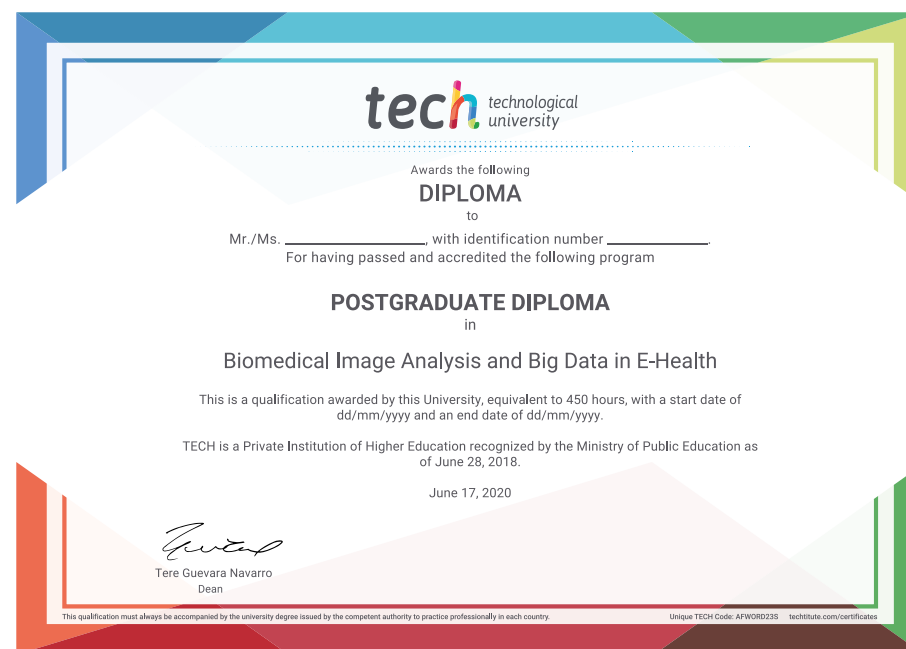 tech technological
university
Awards the following
DIPLOMA
to
Mr./Ms. ____________, with identification number ____________.
For having passed and accredited the following program
POSTGRADUATE DIPLOMA
in
Biomedical Image Analysis and Big Data in E-Health
This is a qualification awarded by this University, equivalent to 450 hours, with a start date of
dd/mm/yyyy and an end date of dd/mm/yyyy.
TECH is a Private Institution of Higher Education recognized by the Ministry of Public Education as
of June 28, 2018.
June 17, 2020
Tere Guevara Navarro
Dean
This qualification must always be accompanied by the university degree issued by the competent authority to practice professionally in each country.
Unique TECH Code: AFWORD23S techtitute.com/certificates